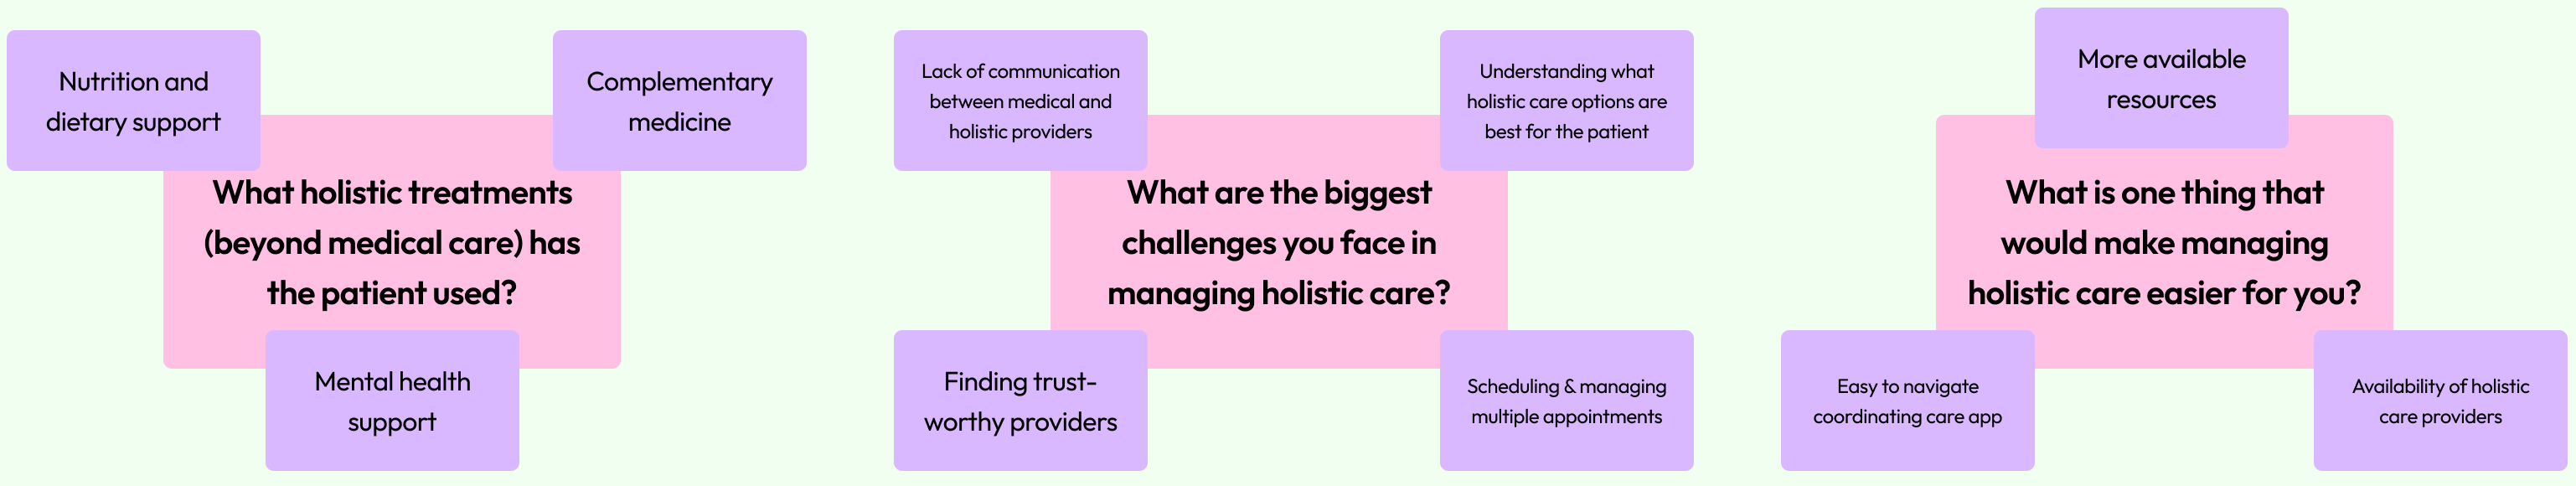 Nutrition and
dietary support
Complementary
medicine
What holistic treatments
(beyond medical care) has
the patient used?
Mental health
support
Lack of communication
between medical and
holistic providers
Understanding what
holistic care options are
best for the patient
What are the biggest
challenges you face in
managing holistic care?
Finding trust-
worthy providers
Scheduling & managing
multiple appointments
More available
resources
What is one thing that
would make managing
holistic care easier for you?
Easy to navigate
coordinating care app
Availability of holistic
care providers